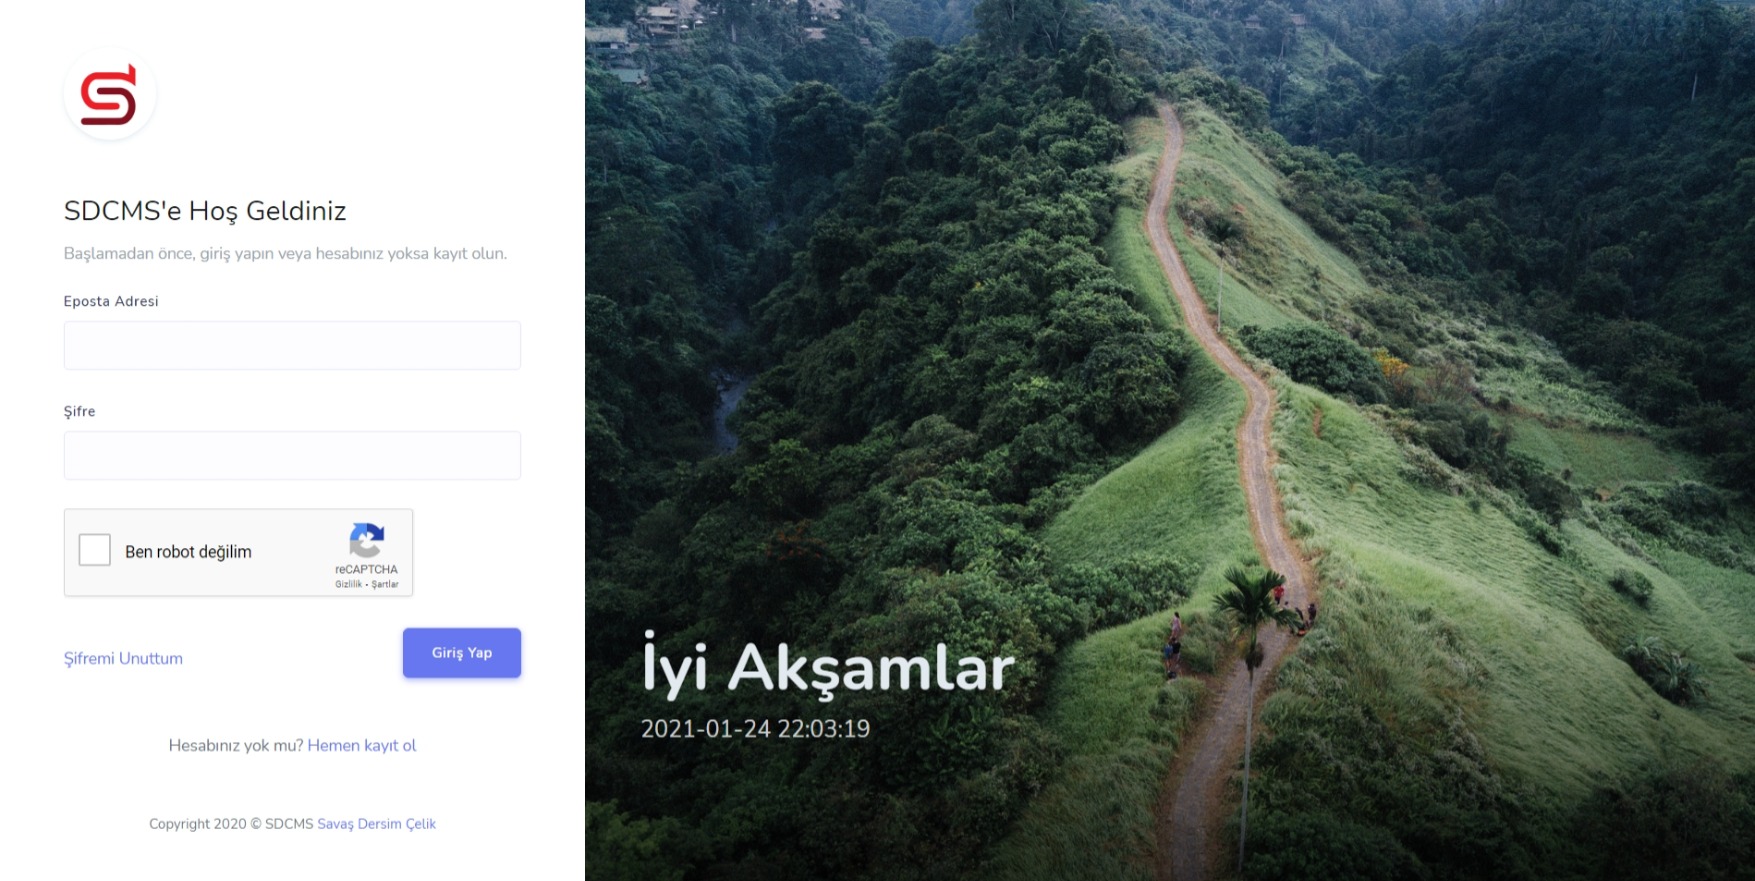 SDCMS'e Hoş Geldiniz
Başlamadan önce, giriş yapın veya hesabınız yoksa kayıt olun.
Eposta Adresi
Şifre
Ben robot değilim
reCAPTCHA
Gizlilik - Şartlar
Şifremi Unuttum
Giriş Yap
Hesabınız yok mu? Hemen kayıt ol
Copyright 2020 © SDCMS Savaş Dersim Çelik
İyi Akşamlar
2021-01-24 22:03:19